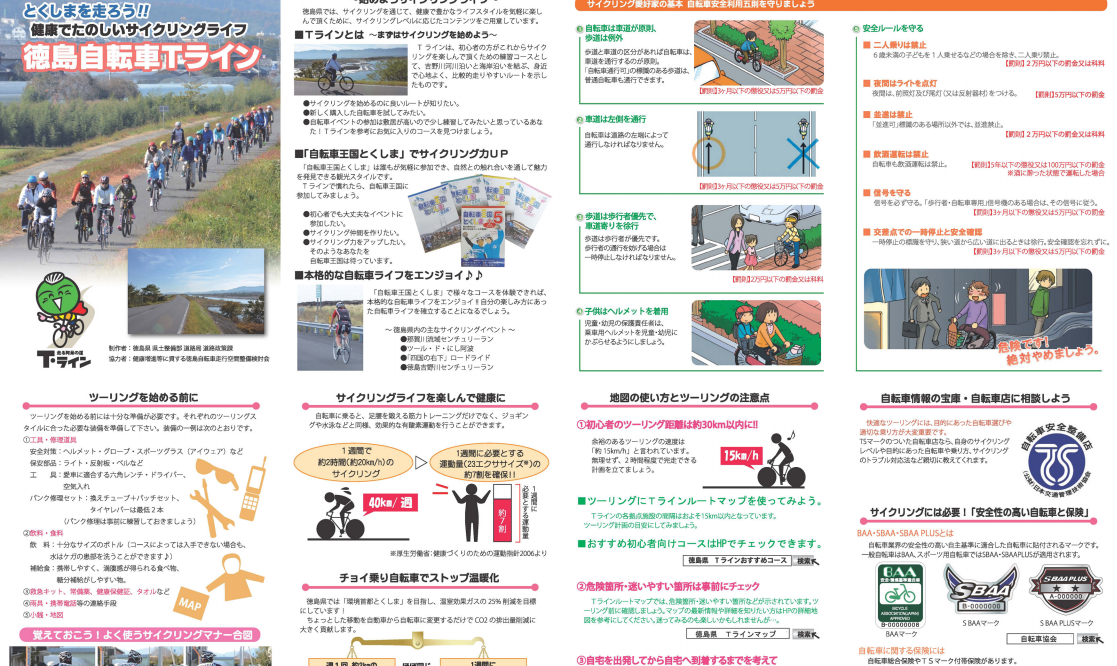 とくしまを走ろう!!
健康でたのしいサイクリングライフ
徳島自転車Tライン
走る阿呆の国
T-ライン
制作者：徳島県 県土整備部 道路局 道路政策課
協力者：健康増進等に資する徳島自転車走行空間整備検討会
徳島県では、サイクリングを通じて、健康で豊かなライフスタイルを気軽に楽し
んで頂くために、サイクリングレベルに応じたコンテンツをご用意しています。
■Tラインとは ～まずはサイクリングを始めよう～
T ラインは、初心者の方がこれからサイク
リングを楽しんで頂くための練習コースとし
て、吉野川河川沿いと海岸沿いを結ぶ、身近
で心地よく、比較的走りやすいルートを示し
たものです。
●サイクリングを始めるのに良いルートが知りたい。
●新しく購入した自転車を試してみたい。
●自転車イベントの参加は敷居が高いので少し練習してみたいと思っているあな
た！Tラインを参考にお気に入りのコースを見つけましょう。
■「自転車王国とくしま」でサイクリング力UP
「自転車王国とくしま」は誰もが気軽に参加でき、自然との触れ合いを通して魅力
を発見できる観光スタイルです。
Tラインで慣れたら、自転車王国に
参加してみましょう。
●初心者でも大丈夫なイベントに
参加したい。
●サイクリング仲間を作りたい。
●サイクリング力をアップしたい。
そのようなあなたを
自転車王国は待っています。
■本格的な自転車ライフをエンジョイ♪♪
「自転車王国とくしま」で様々なコースを体験できれば、
本格的な自転車ライフをエンジョイ！自分の楽しみ方にあっ
た自転車ライフを確立することになるでしょう。
～ 徳島県内の主なサイクリングイベント ～
●那賀川流域センチュリーラン
●ツール・ド・にし阿波
●「四国の右下」ロードライド
●徳島吉野川センチュリーラン
サイクリング愛好家の基本 自転車安全利用五則を守りましょう
① 自転車は車道が原則、
歩道は例外
歩道と車道の区分があれば自転車は、
車道を通行するのが原則。
「自転車通行可」の標識のある歩道は、
普通自転車も通行できます。
【罰則】3ヶ月以下の懲役又は5万円以下の罰金
② 車道は左側を通行
自転車は道路の左端によって
通行しなければなりません。
【罰則】3ヶ月以下の懲役又は5万円以下の罰金
③ 歩道は歩行者優先で、
車道寄りを徐行
歩道は歩行者が優先です。
歩行者の通行を妨げる場合は
一時停止しなければなりません。
【罰則】2万円以下の罰金又は科料
④ 子供はヘルメットを着用
児童・幼児の保護責任者は、
乗車用ヘルメットを児童・幼児に
かぶらせるようにしましょう。
⑤ 安全ルールを守る
■ 二人乗りは禁止
6 歳未満の子どもを 1 人乗せるなどの場合を除き、二人乗り禁止。
【罰則】2 万円以下の罰金又は科料
■ 夜間はライトを点灯
夜間は、前照灯及び尾灯（又は反射器材）をつける。 【罰則】5万円以下の罰金
■ 並進は禁止
「並進可」標識のある場所以外では、並進禁止。
【罰則】2 万円以下の罰金又は科料
■ 飲酒運転は禁止
自転車も飲酒運転は禁止。 【罰則】5年以下の懲役又は100万円以下の罰金
※酒に酔った状態で運転した場合
■ 信号を守る
信号を必ず守る。「歩行者・自転車専用」信号機のある場合は、その信号に従う。
【罰則】3ヶ月以下の懲役又は5万円以下の罰金
■ 交差点での一時停止と安全確認
一時停止の標識を守り、狭い道から広い道に出るときは徐行。安全確認を忘れずに。
【罰則】3ヶ月以下の懲役又は5万円以下の罰金
危険です！
絶対やめましょう。
ツーリングを始める前に
ツーリングを始める前には十分な準備が必要です。それぞれのツーリングス
タイルに合った必要な装備を準備して下さい。装備の一例は次のとおりです。
①工具・修理道具
安全対策：ヘルメット・グローブ・スポーツグラス（アイウェア）など
保安部品：ライト・反射板・ベルなど
工 具：愛車に適合する六角レンチ・ドライバー、
空気入れ
パンク修理セット：換えチューブ＋パッチセット、
タイヤレバーは最低 2 本
（パンク修理は事前に練習しておきましょう）
②飲料・食料
飲 料：十分なサイズのボトル（コースによっては入手できない場合も、
水はケガの患部を洗うことができます♪）
補給食：携帯しやすく、満腹感が得られる食べ物、
糖分補給がしやすい物。
③救急キット、常備薬、健康保険証、タオルなど
④雨具・携帯電話等の連絡手段
⑤小銭・地図
MAP
覚えておこう！よく使うサイクリングマナー合図
サイクリングライフを楽しんで健康に
自転車に乗ると、足腰を鍛える筋力トレーニングだけでなく、ジョギン
グや水泳などと同様、効果的な有酸素運動を行うことができます。
1 週間で
約2時間(約20km/h)の
サイクリング
1 週間に必要とする
運動量(23エクササイズ※)の
約7割を確保!!
40km/ 週
約7割
1週間に
必要とする運動量
※厚生労働省：健康づくりのための運動指針2006より
チョイ乗り自転車でストップ温暖化
徳島県では「環境首都とくしま」を目指し、温室効果ガスの 25% 削減を目標
にしています！
ちょっとした移動を自動車から自転車に変更するだけで CO2 の排出量削減に
大きく貢献します。
1週間に
地図の使い方とツーリングの注意点
①初心者のツーリング距離は約30km以内に!!
余裕のあるツーリングの速度は
「約 15km/h」と言われています。
無理せず、2 時間程度で完走できる
計画を立てましょう。
15km/h
■ツーリングにTラインルートマップを使ってみよう。
Tラインの各拠点施設の間隔はおよそ15km以内となっています。
ツーリング計画の目安にしてみましょう。
■おすすめ初心者向けコースはHPでチェックできます。
徳島県 Tラインおすすめコース 検索
②危険箇所・迷いやすい箇所は事前にチェック
Tラインルートマップでは、危険箇所・迷いやすい箇所などが示されています。ツ
ーリング前に確認しましょう。マップの最新情報や詳細を知りたい方はHPの詳細地
図を参考にしてください。迷ってみるのも楽しいかもしれませんが…。
徳島県 Tラインマップ 検索
③自宅を出発してから自宅へ到着するまでを考えて
自転車情報の宝庫・自転車店に相談しよう
快適なツーリングには、目的にあった自転車選びや
適切な乗り方が大変重要です。
TSマークのついた自転車店なら、自身のサイクリング
レベルや目的にあった自転車や乗り方、サイクリング
のトラブル対応法など親切に教えてくれます。
自転車安全整備店
TS
(公財)日本交通管理技術協会
サイクリングには必要！「安全性の高い自転車と保険」
BAA・SBAA・SBAA PLUSとは
自転車業界の安全性の高い自主基準に適合した自転車に貼付されるマークです。
一般自転車はBAA、スポーツ用自転車ではSBAA・SBAAPLUSが適用されます。
BAA
BICYCLE
ASSOCIATION(JAPAN)
APPROVED
B-00000008
SBAA
B-0000000
SBAA PLUS
A-0000000
BAAマーク
S BAAマーク
S BAA PLUSマーク
自転車協会 検索
自転車に関する保険には
自転車総合保険やTSマーク付帯保険があります。